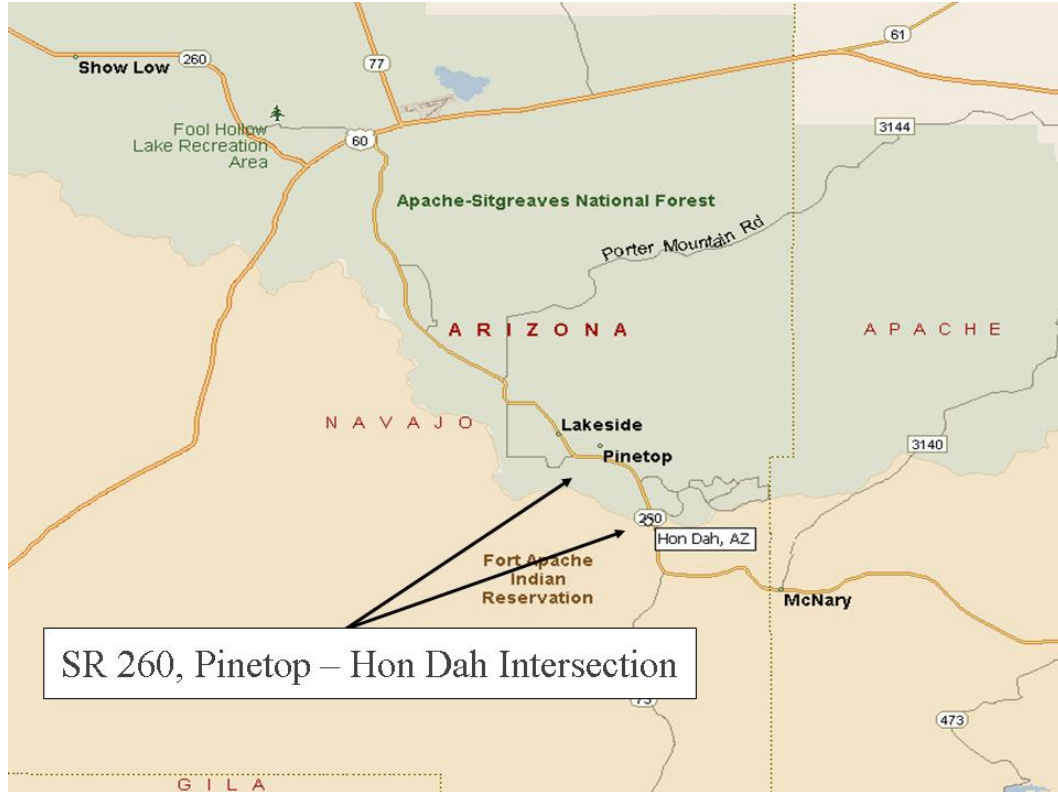 61
260
Show Low
77
Fool Hollow
Lake Recreation
Area
60
3144
Apache-Sitgreaves National Forest
Porter Mountain Rd
ARIZONA
APACHE
NAVAJO
Lakeside
3140
Pinetop
260
Hon Dah, AZ
Fort Apache
Indian
Reservation
McNary
SR 260, Pinetop – Hon Dah Intersection
73
473
GILA